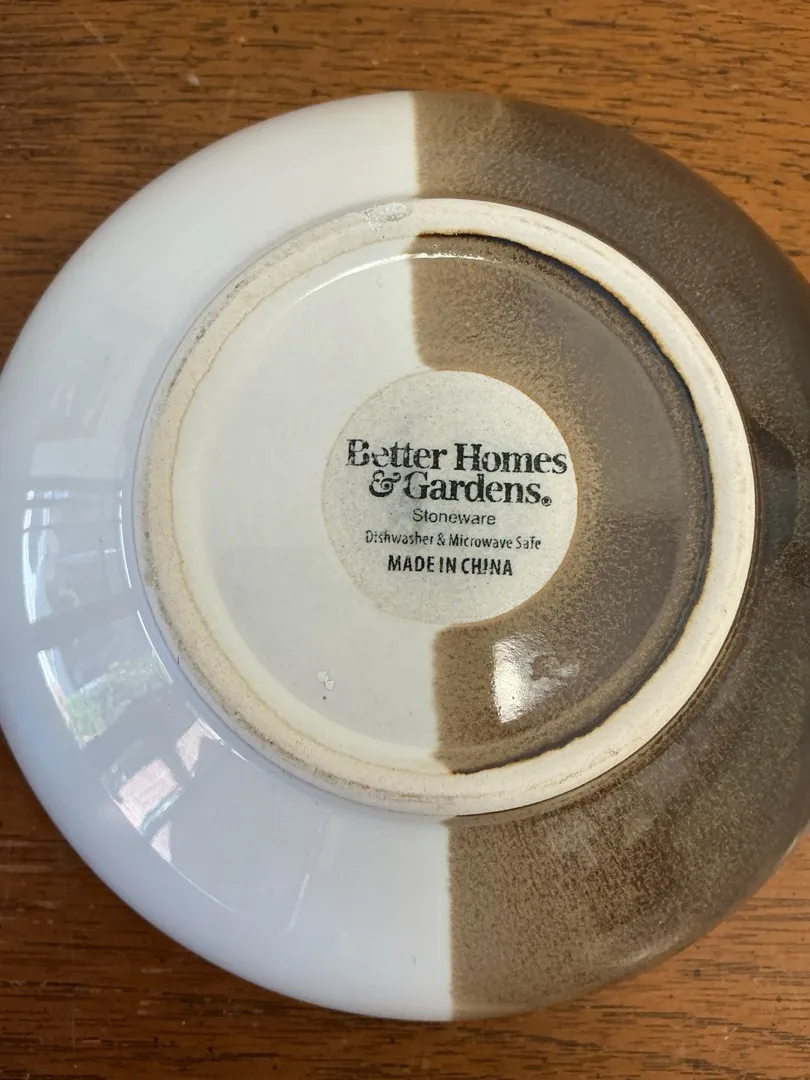 Better Homes
& Gardens®
Stoneware
Dishwasher & Microwave Safe
MADE IN CHINA